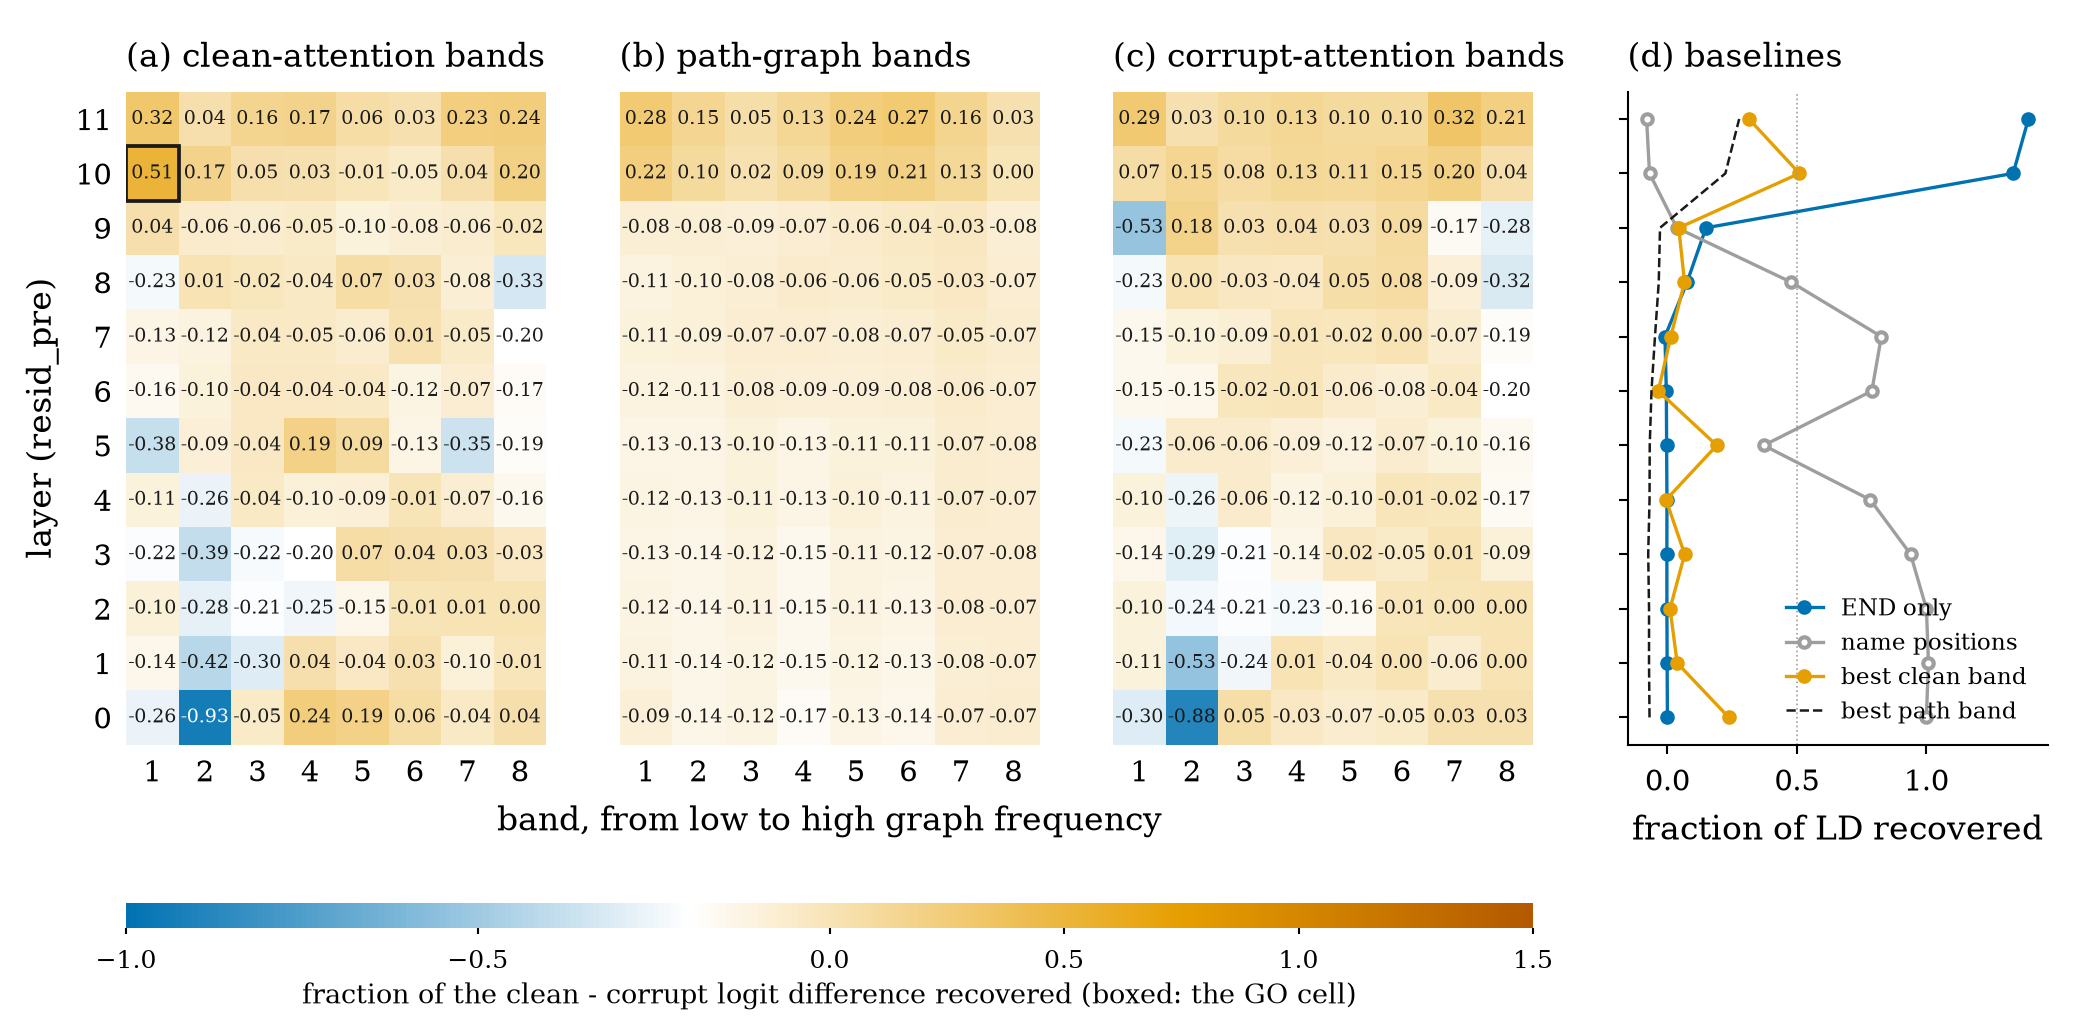 (a) clean-attention bands
(b) path-graph bands
(c) corrupt-attention bands
(d) baselines
layer (resid_pre)
11 0.32 0.04 0.16 0.17 0.06 0.03 0.23 0.24 0.28 0.15 0.05 0.13 0.24 0.27 0.16 0.03 0.29 0.03 0.10 0.13 0.10 0.10 0.32 0.21
10 0.51 0.17 0.05 0.03 -0.01 -0.05 0.04 0.20 0.22 0.10 0.02 0.09 0.19 0.21 0.13 0.00 0.07 0.15 0.08 0.13 0.11 0.15 0.20 0.04
9 0.04 -0.06 -0.06 -0.05 -0.10 -0.08 -0.06 -0.02 -0.08 -0.08 -0.09 -0.07 -0.06 -0.04 -0.03 -0.08 -0.53 0.18 0.03 0.04 0.03 0.09 -0.17 -0.28
8 -0.23 0.01 -0.02 -0.04 0.07 0.03 -0.08 -0.33 -0.11 -0.10 -0.08 -0.06 -0.06 -0.05 -0.03 -0.07 -0.23 0.00 -0.03 -0.04 0.05 0.08 -0.09 -0.32
7 -0.13 -0.12 -0.04 -0.05 -0.06 0.01 -0.05 -0.20 -0.11 -0.09 -0.07 -0.07 -0.08 -0.07 -0.05 -0.07 -0.15 -0.10 -0.09 -0.01 -0.02 0.00 -0.07 -0.19
6 -0.16 -0.10 -0.04 -0.04 -0.04 -0.12 -0.07 -0.17 -0.12 -0.11 -0.08 -0.09 -0.09 -0.08 -0.06 -0.07 -0.15 -0.15 -0.02 -0.01 -0.06 -0.08 -0.04 -0.20
5 -0.38 -0.09 -0.04 0.19 0.09 -0.13 -0.35 -0.19 -0.13 -0.13 -0.10 -0.13 -0.11 -0.11 -0.07 -0.08 -0.23 -0.06 -0.06 -0.09 -0.12 -0.07 -0.10 -0.16
4 -0.11 -0.26 -0.04 -0.10 -0.09 -0.01 -0.07 -0.16 -0.12 -0.13 -0.11 -0.13 -0.10 -0.11 -0.07 -0.07 -0.10 -0.26 -0.06 -0.12 -0.10 -0.01 -0.02 -0.17
3 -0.22 -0.39 -0.22 -0.20 0.07 0.04 0.03 -0.03 -0.13 -0.14 -0.12 -0.15 -0.11 -0.12 -0.07 -0.08 -0.14 -0.29 -0.21 -0.14 -0.02 -0.05 0.01 -0.09
2 -0.10 -0.28 -0.21 -0.25 -0.15 -0.01 0.01 0.00 -0.12 -0.14 -0.11 -0.15 -0.11 -0.13 -0.08 -0.07 -0.10 -0.24 -0.21 -0.23 -0.16 -0.01 0.00 0.00
1 -0.14 -0.42 -0.30 0.04 -0.04 0.03 -0.10 -0.01 -0.11 -0.14 -0.12 -0.15 -0.12 -0.13 -0.08 -0.07 -0.11 -0.53 -0.24 0.01 -0.04 0.00 -0.06 0.00
0 -0.26 -0.93 -0.05 0.24 0.19 0.06 -0.04 0.04 -0.09 -0.14 -0.12 -0.17 -0.13 -0.14 -0.07 -0.07 -0.30 -0.88 0.05 -0.03 -0.07 -0.05 0.03 0.03
1 2 3 4 5 6 7 8 1 2 3 4 5 6 7 8 1 2 3 4 5 6 7 8
band, from low to high graph frequency
END only
name positions
best clean band
best path band
0.0 0.5 1.0
fraction of LD recovered
−1.0 −0.5 0.0 0.5 1.0 1.5
fraction of the clean - corrupt logit difference recovered (boxed: the GO cell)